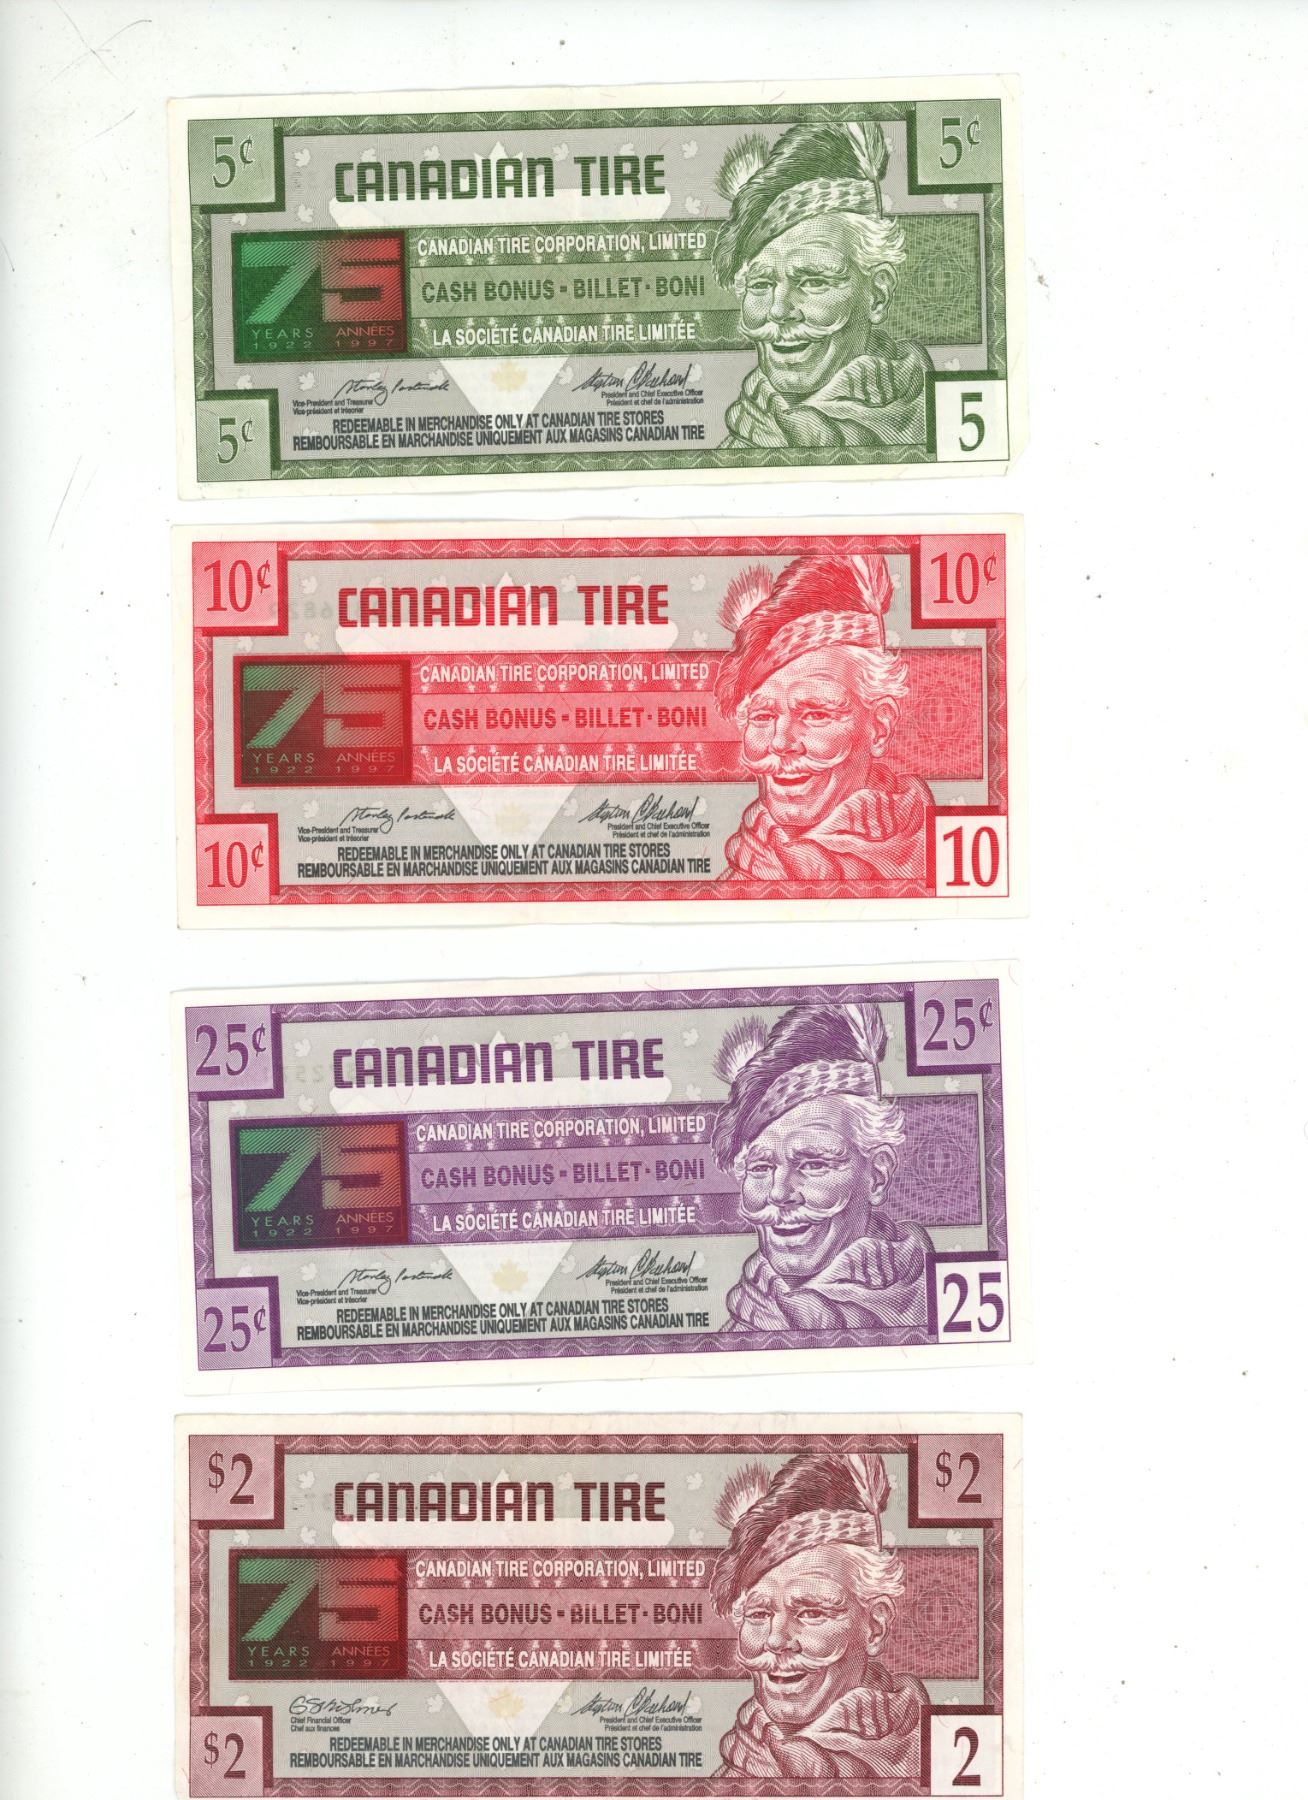 5¢ 5¢
CANADIAN TIRE
CANADIAN TIRE CORPORATION, LIMITED
75
CASH BONUS - BILLET - BONI
YEARS ANNÉES
1922 1997
LA SOCIÉTÉ CANADIAN TIRE LIMITÉE
Vice-President and Treasurer
Vice-président et trésorier
President and Chief Executive Officer
Président et chef de l'administration
REDEEMABLE IN MERCHANDISE ONLY AT CANADIAN TIRE STORES
REMBOURSABLE EN MARCHANDISE UNIQUEMENT AUX MAGASINS CANADIAN TIRE
5¢ 5
10¢ 10¢
CANADIAN TIRE
CANADIAN TIRE CORPORATION, LIMITED
75
CASH BONUS - BILLET - BONI
YEARS ANNÉES
1922 1997
LA SOCIÉTÉ CANADIAN TIRE LIMITÉE
Vice-President and Treasurer
Vice-président et trésorier
President and Chief Executive Officer
Président et chef de l'administration
REDEEMABLE IN MERCHANDISE ONLY AT CANADIAN TIRE STORES
REMBOURSABLE EN MARCHANDISE UNIQUEMENT AUX MAGASINS CANADIAN TIRE
10¢ 10
25¢ 25¢
CANADIAN TIRE
CANADIAN TIRE CORPORATION, LIMITED
75
CASH BONUS - BILLET - BONI
YEARS ANNÉES
1922 1997
LA SOCIÉTÉ CANADIAN TIRE LIMITÉE
Vice-President and Treasurer
Vice-président et trésorier
President and Chief Executive Officer
Président et chef de l'administration
REDEEMABLE IN MERCHANDISE ONLY AT CANADIAN TIRE STORES
REMBOURSABLE EN MARCHANDISE UNIQUEMENT AUX MAGASINS CANADIAN TIRE
25¢ 25
$2 $2
CANADIAN TIRE
CANADIAN TIRE CORPORATION, LIMITED
75
CASH BONUS - BILLET - BONI
YEARS ANNÉES
1922 1997
LA SOCIÉTÉ CANADIAN TIRE LIMITÉE
Chief Financial Officer
Chef aux finances
President and Chief Executive Officer
Président et chef de l'administration
REDEEMABLE IN MERCHANDISE ONLY AT CANADIAN TIRE STORES
REMBOURSABLE EN MARCHANDISE UNIQUEMENT AUX MAGASINS CANADIAN TIRE
$2 2